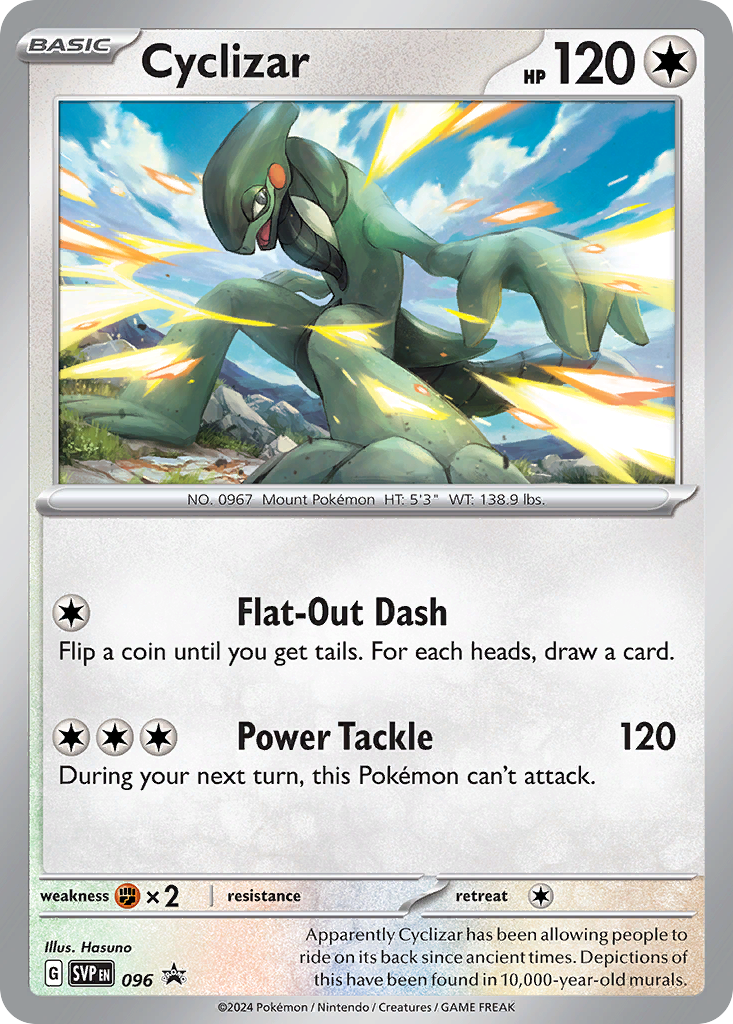 BASIC
Cyclizar
HP 120
NO. 0967 Mount Pokémon HT: 5'3" WT: 138.9 lbs.
Flat-Out Dash
Flip a coin until you get tails. For each heads, draw a card.
Power Tackle 120
During your next turn, this Pokémon can't attack.
weakness ×2 resistance retreat
Illus. Hasuno
G SVP EN 096
Apparently Cyclizar has been allowing people to
ride on its back since ancient times. Depictions of
this have been found in 10,000-year-old murals.
©2024 Pokémon / Nintendo / Creatures / GAME FREAK